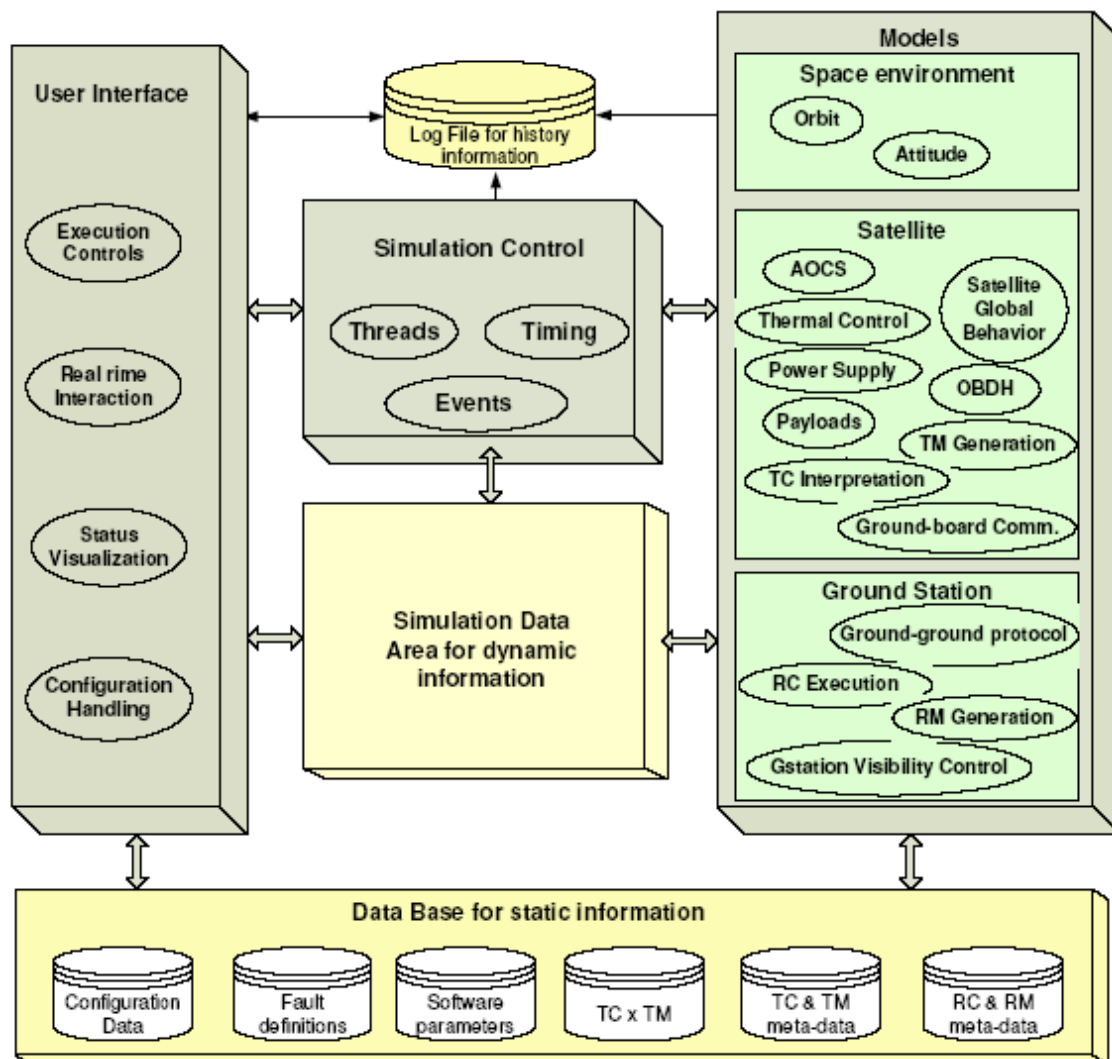 User Interface
Execution
Controls
Real rime
Interaction
Status
Visualization
Configuration
Handling
Log File for history
information
Simulation Control
Threads
Timing
Events
Simulation Data
Area for dynamic
information
Models
Space environment
Orbit
Attitude
Satellite
AOCS
Satellite
Global
Behavior
Thermal Control
Power Supply
OBDH
Payloads
TM Generation
TC Interpretation
Ground-board Comm.
Ground Station
Ground-ground protocol
RC Execution
RM Generation
Gstation Visibility Control
Data Base for static information
Configuration
Data
Fault
definitions
Software
parameters
TC x TM
TC & TM
meta-data
RC & RM
meta-data